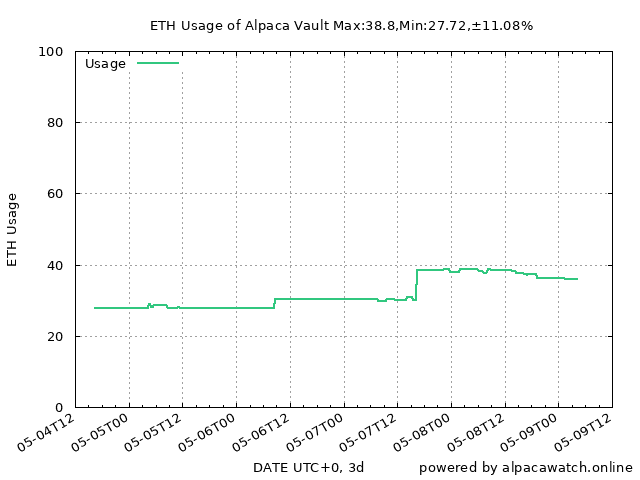 ETH Usage of Alpaca Vault Max:38.8,Min:27.72,±11.08%
100
Usage
80
60
ETH Usage
40
20
0
05-04T12
05-05T00
05-05T12
05-06T00
05-06T12
05-07T00
05-07T12
05-08T00
05-08T12
05-09T00
05-09T12
DATE UTC+0, 3d
powered by alpacawatch.online